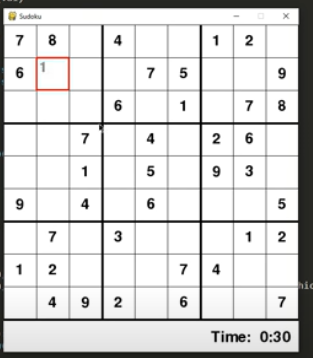 Sudoku
7 8 4 1 2
6 1 7 5 9
6 1 7 8
7 4 2 6
1 5 9 3
9 4 6 5
7 3 1 2
1 2 7 4
4 9 2 6 7
Time: 0:30